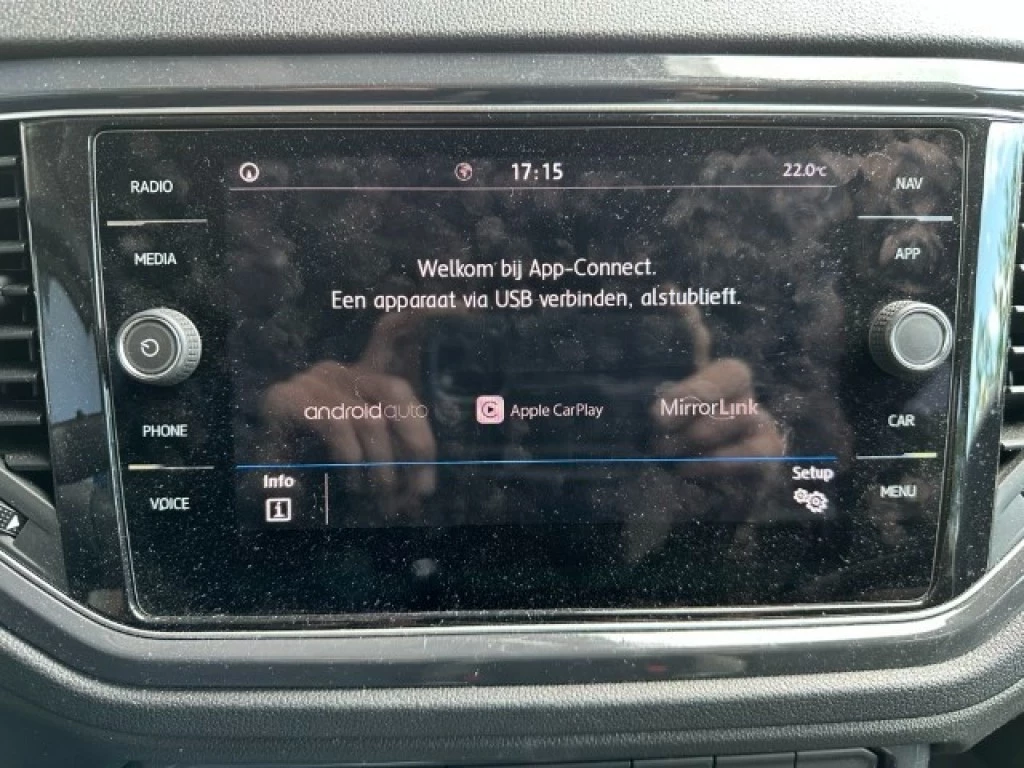 17:15
22.0°C
RADIO
MEDIA
PHONE
VOICE
Welkom bij App-Connect.
Een apparaat via USB verbinden, alstublieft.
androidauto
Apple CarPlay
MirrorLink
Info
i
Setup
NAV
APP
CAR
MENU